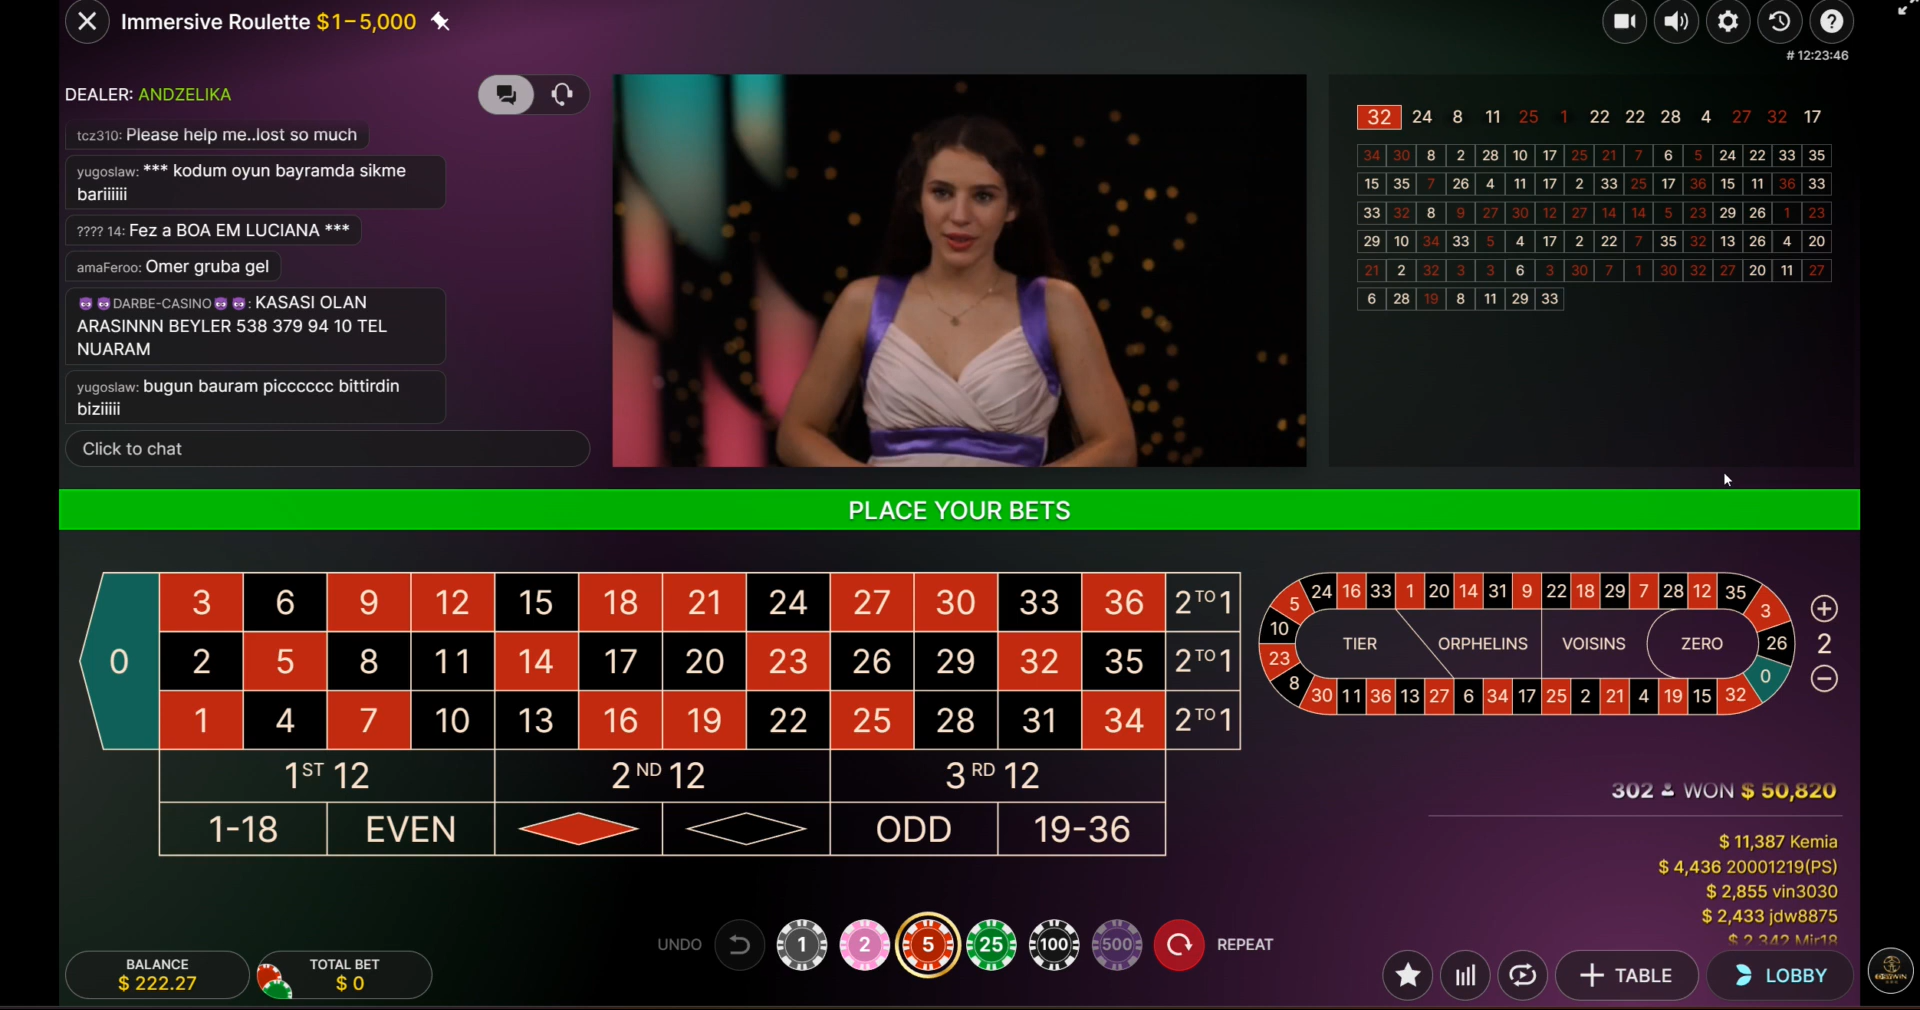 Immersive Roulette $1–5,000
# 12:23:46
DEALER: ANDZELIKA
tcz310: Please help me..lost so much
yugoslaw: *** kodum oyun bayramda sikme
bariiiiii
???? 14: Fez a BOA EM LUCIANA ***
amaFeroo: Omer gruba gel
😈😈DARBE-CASINO😈😈: KASASI OLAN
ARASINNN BEYLER 538 379 94 10 TEL
NUARAM
yugoslaw: bugun bauram picccccc bittirdin
biziiiii
Click to chat
32 24 8 11 25 1 22 22 28 4 27 32 17
34 30 8 2 28 10 17 25 21 7 6 5 24 22 33 35
15 35 7 26 4 11 17 2 33 25 17 36 15 11 36 33
33 32 8 9 27 30 12 27 14 14 5 23 29 26 1 23
29 10 34 33 5 4 17 2 22 7 35 32 13 26 4 20
21 2 32 3 3 6 3 30 7 1 30 32 27 20 11 27
6 28 19 8 11 29 33
PLACE YOUR BETS
3 6 9 12 15 18 21 24 27 30 33 36 2 TO 1
0 2 5 8 11 14 17 20 23 26 29 32 35 2 TO 1
1 4 7 10 13 16 19 22 25 28 31 34 2 TO 1
1ST 12 2ND 12 3RD 12
1-18 EVEN ODD 19-36
5 24 16 33 1 20 14 31 9 22 18 29 7 28 12 35 3
10 TIER ORPHELINS VOISINS ZERO 26
23 0
8 30 11 36 13 27 6 34 17 25 2 21 4 19 15 32
2
302 WON $ 50,820
$ 11,387 Kemia
$ 4,436 20001219(PS)
$ 2,855 vin3030
$ 2,433 jdw8875
$ 2,342 Mir18
UNDO 1 2 5 25 100 500 REPEAT
BALANCE
$ 222.27
TOTAL BET
$ 0
TABLE
LOBBY